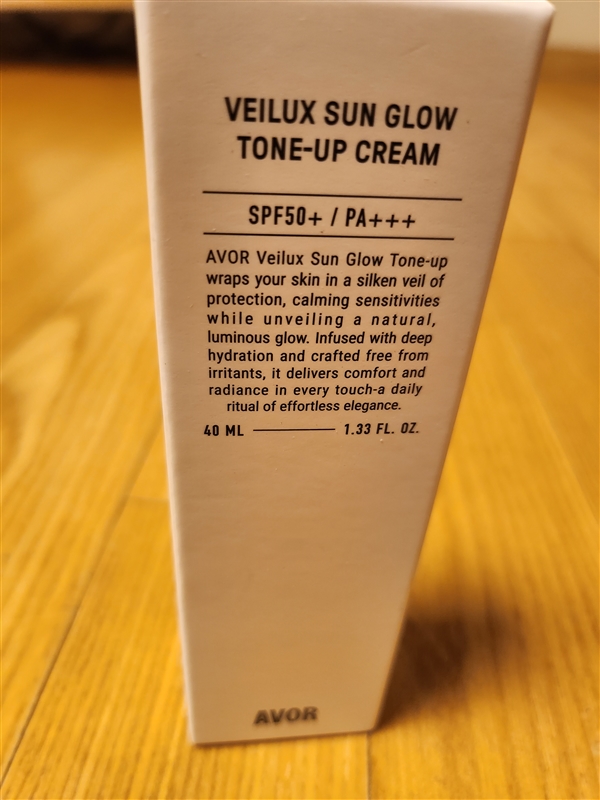 VEILUX SUN GLOW
TONE-UP CREAM
SPF50+ / PA+++
AVOR Veilux Sun Glow Tone-up
wraps your skin in a silken veil of
protection, calming sensitivities
while unveiling a natural,
luminous glow. Infused with deep
hydration and crafted free from
irritants, it delivers comfort and
radiance in every touch-a daily
ritual of effortless elegance.
40 ML 1.33 FL. OZ.
AVOR